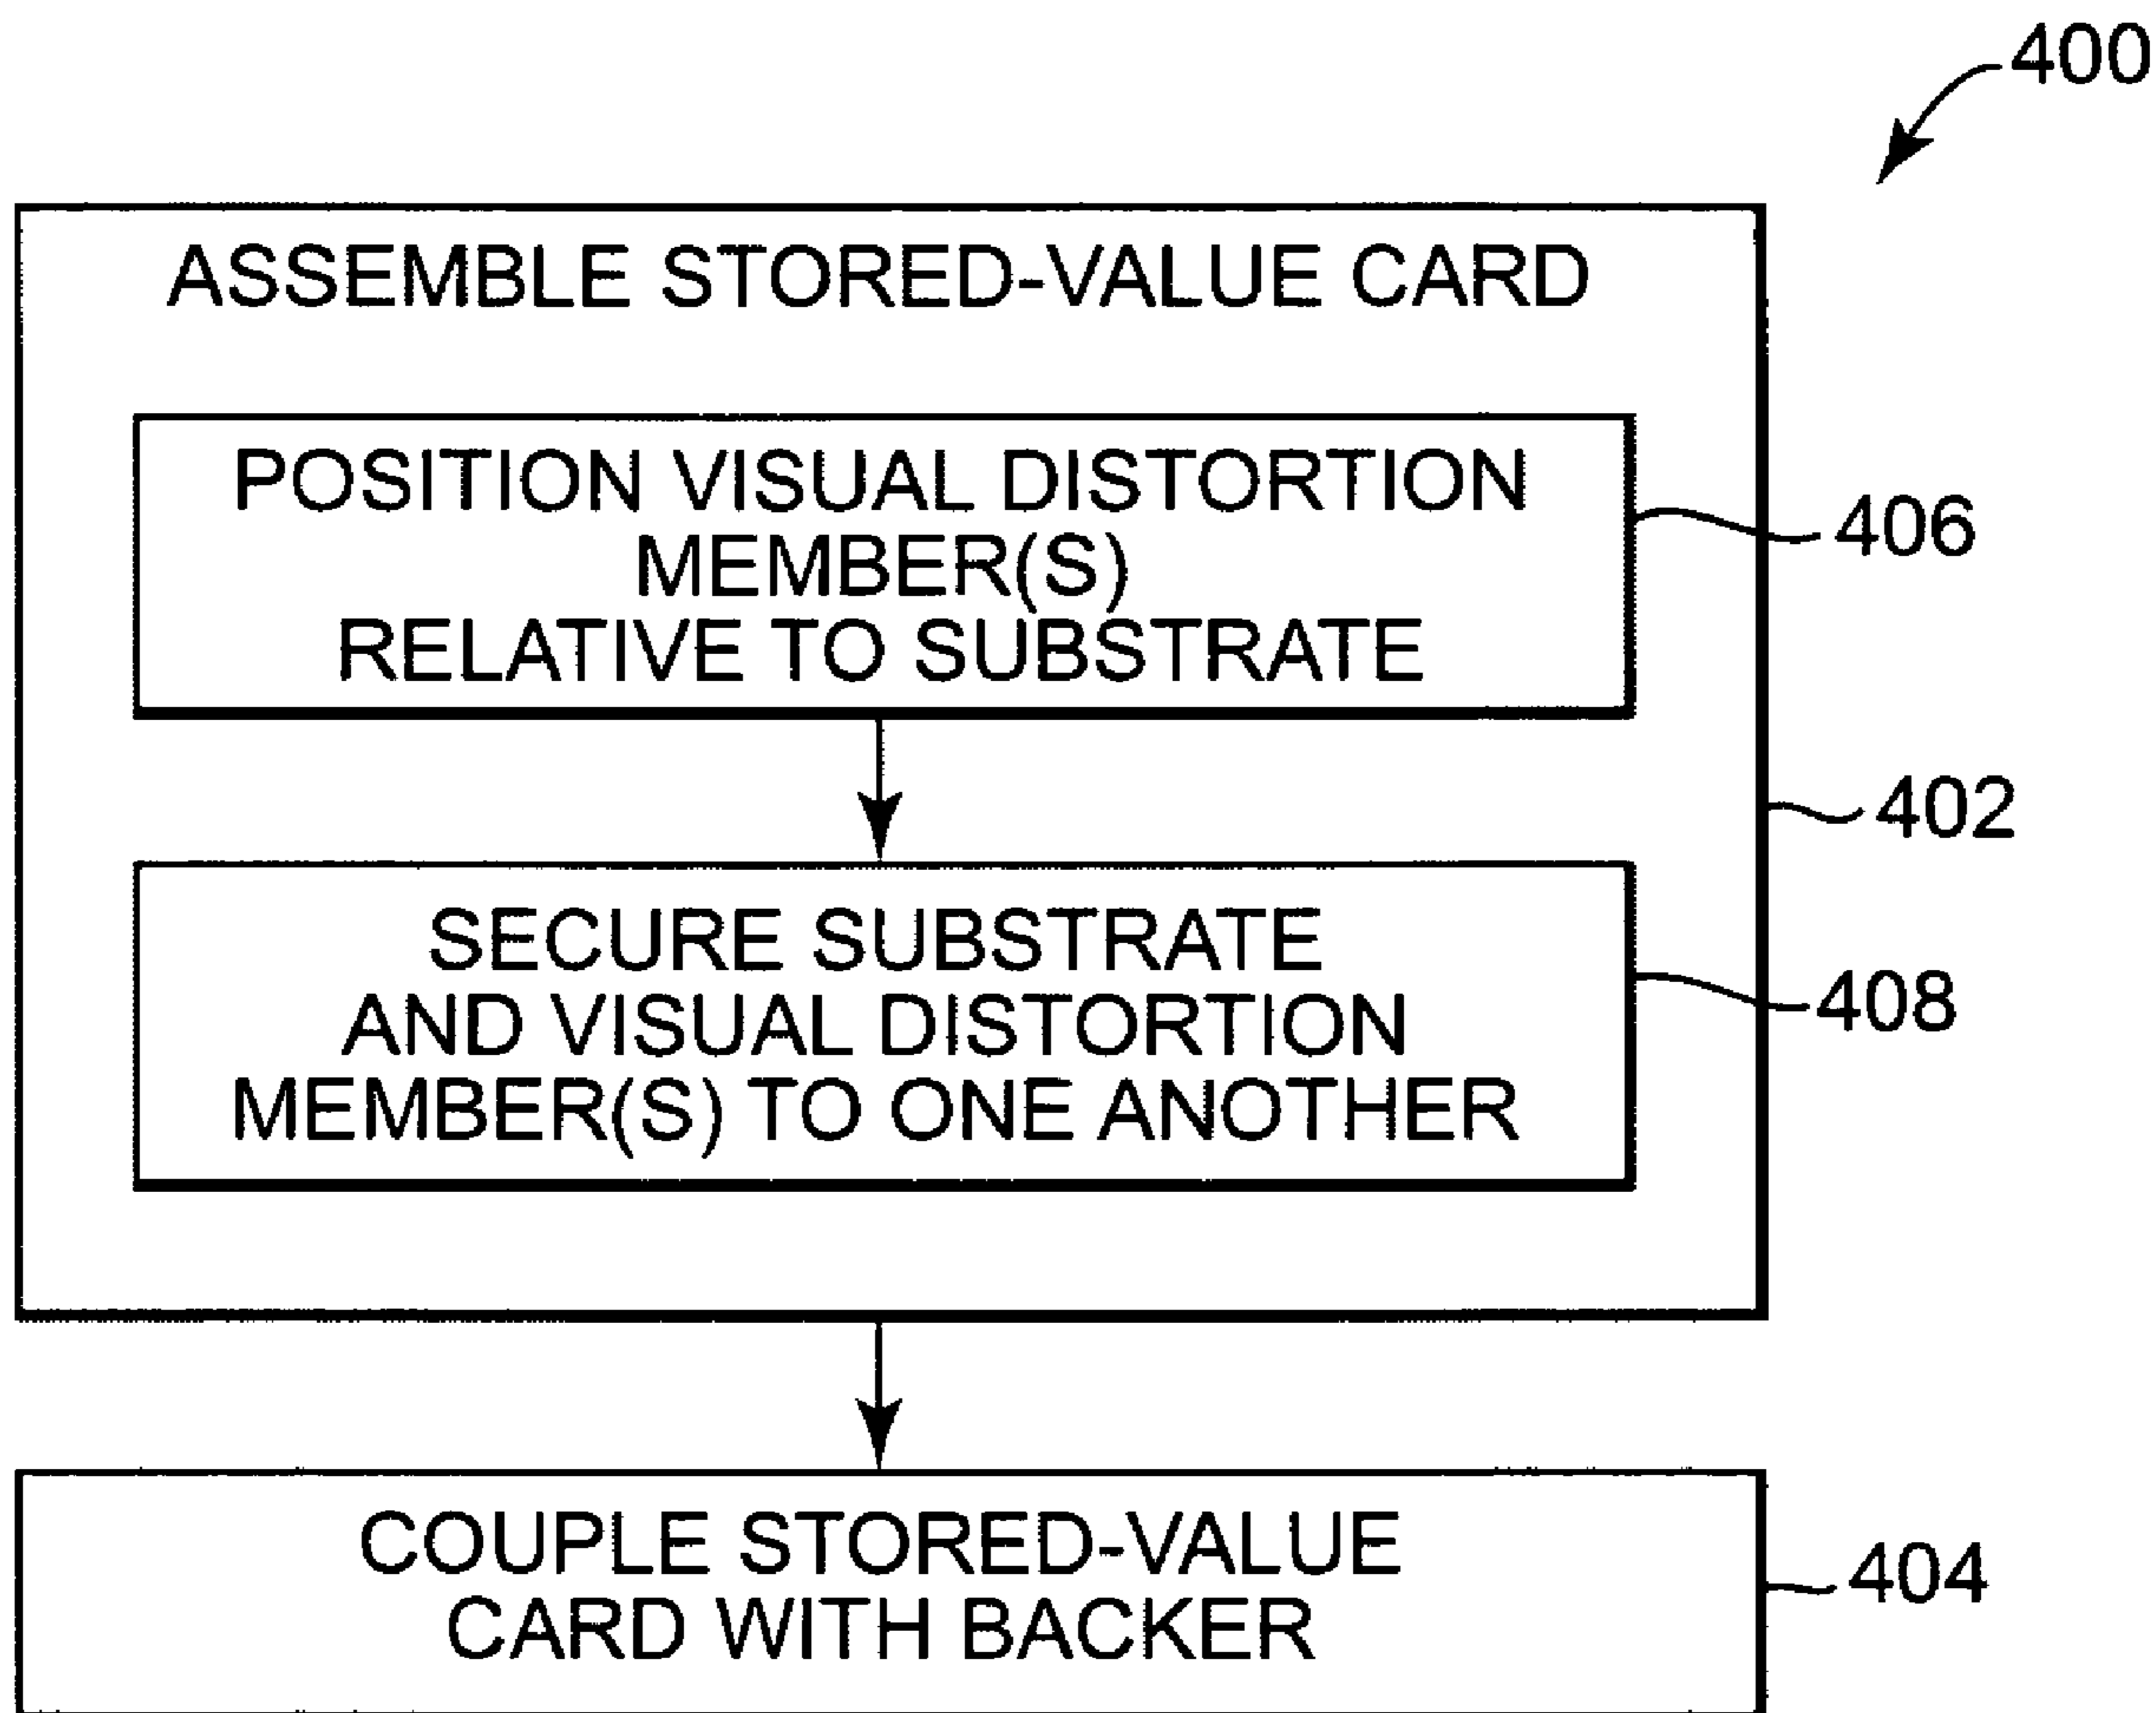 400
ASSEMBLE STORED-VALUE CARD
POSITION VISUAL DISTORTION
MEMBER(S)
RELATIVE TO SUBSTRATE
406
402
SECURE SUBSTRATE
AND VISUAL DISTORTION
MEMBER(S) TO ONE ANOTHER
408
COUPLE STORED-VALUE
CARD WITH BACKER
404